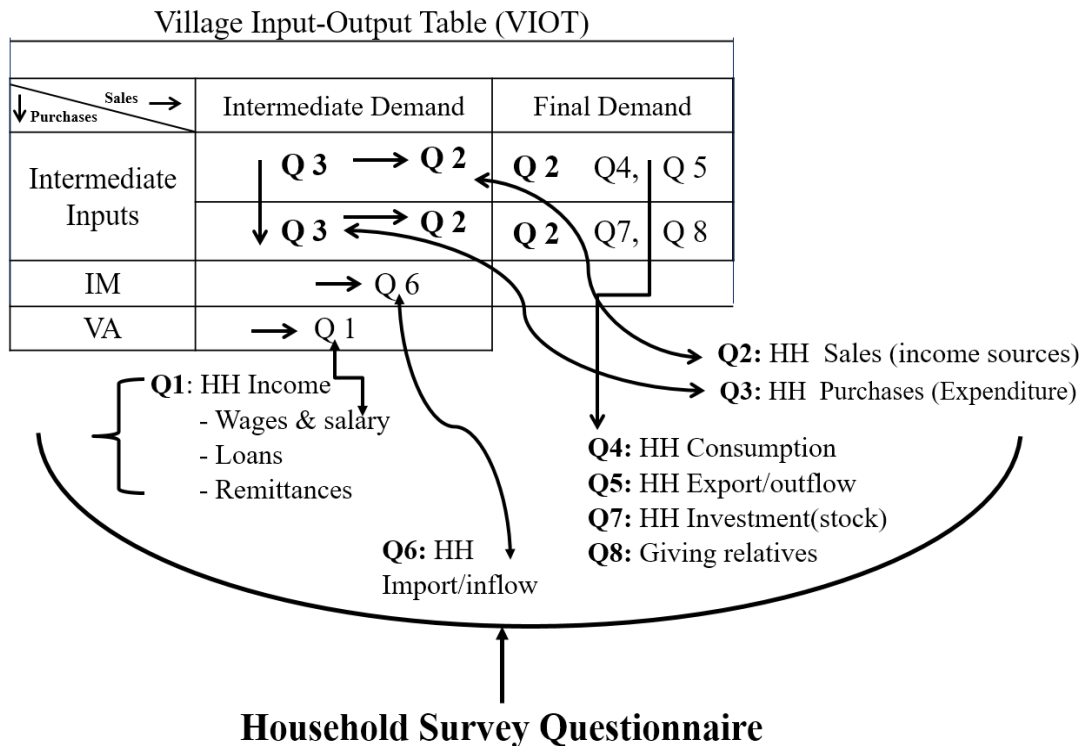 Village Input-Output Table (VIOT)
Sales
Purchases
Intermediate Demand
Final Demand
Intermediate
Inputs
Q 3
Q 2
Q 2
Q4,
Q 5
Q 3
Q 2
Q 2
Q7,
Q 8
IM
Q 6
VA
Q 1
Q2: HH Sales (income sources)
Q3: HH Purchases (Expenditure)
Q1: HH Income
- Wages & salary
- Loans
- Remittances
Q4: HH Consumption
Q5: HH Export/outflow
Q7: HH Investment(stock)
Q8: Giving relatives
Q6: HH
Import/inflow
Household Survey Questionnaire